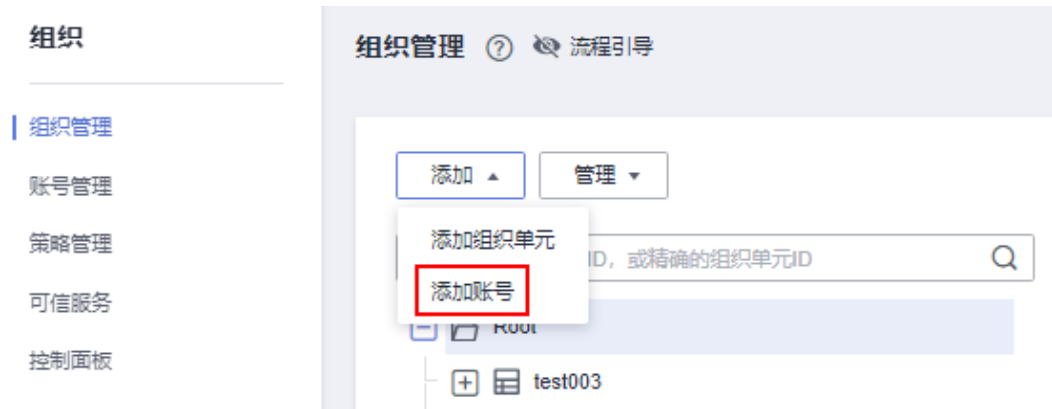 组织
组织管理
账号管理
策略管理
可信服务
控制面板
组织管理 ? 流程引导
添加 管理
添加组织单元
添加账号
ID，或精确的组织单元ID
Root
test003